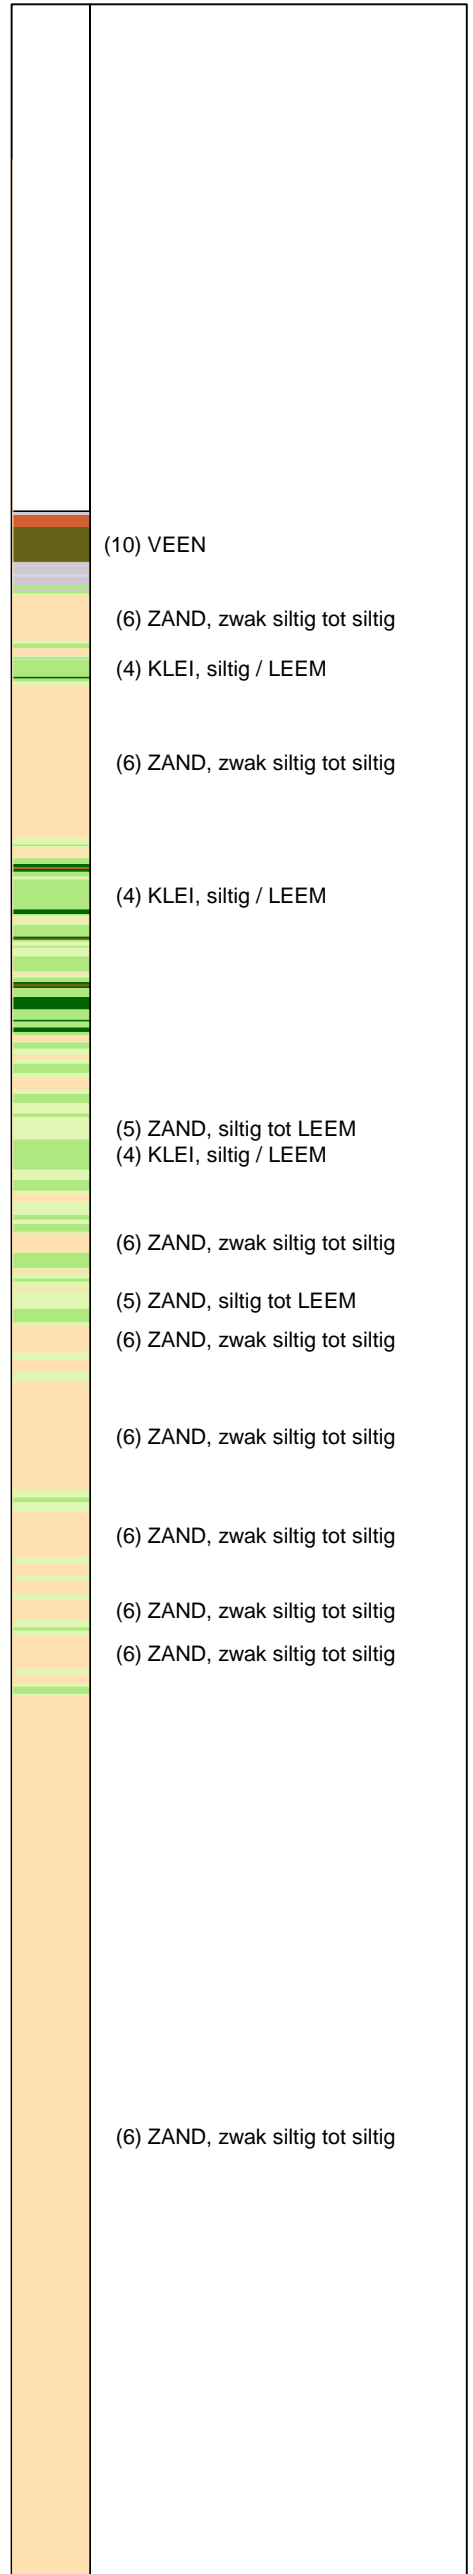 (10) VEEN
(6) ZAND, zwak siltig tot siltig
(4) KLEI, siltig / LEEM
(6) ZAND, zwak siltig tot siltig
(4) KLEI, siltig / LEEM
(5) ZAND, siltig tot LEEM
(4) KLEI, siltig / LEEM
(6) ZAND, zwak siltig tot siltig
(5) ZAND, siltig tot LEEM
(6) ZAND, zwak siltig tot siltig
(6) ZAND, zwak siltig tot siltig
(6) ZAND, zwak siltig tot siltig
(6) ZAND, zwak siltig tot siltig
(6) ZAND, zwak siltig tot siltig
(6) ZAND, zwak siltig tot siltig